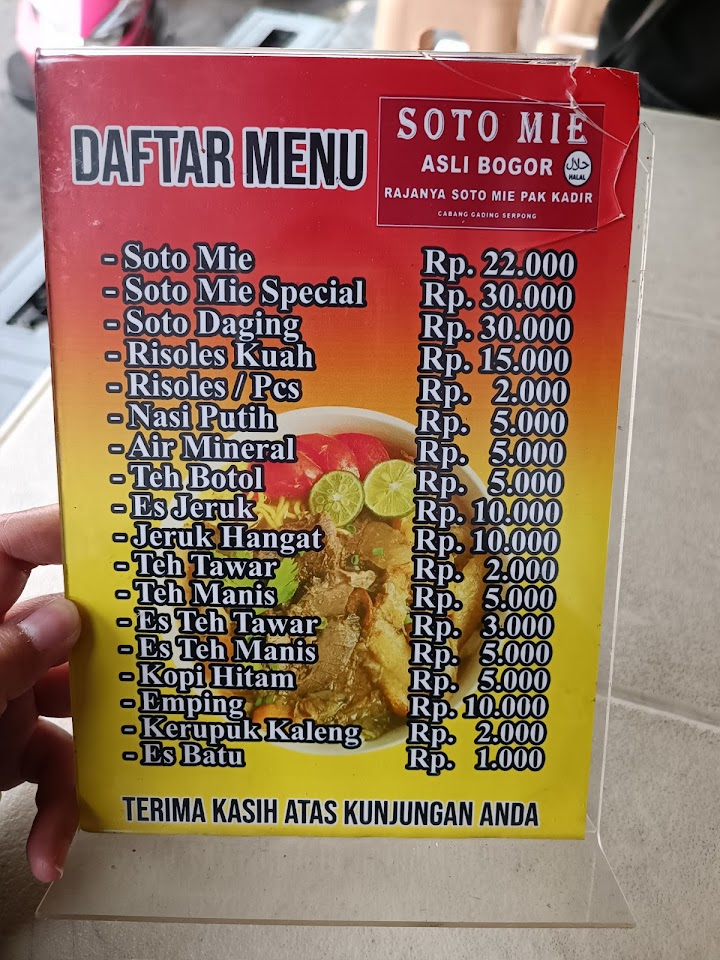 DAFTAR MENU
SOTO MIE
ASLI BOGOR
حلال
HALAL
RAJANYA SOTO MIE PAK KADIR
CABANG GADING SERPONG
- Soto Mie Rp. 22.000
- Soto Mie Special Rp. 30.000
- Soto Daging Rp. 30.000
- Risoles Kuah Rp. 15.000
- Risoles / Pcs Rp. 2.000
- Nasi Putih Rp. 5.000
- Air Mineral Rp. 5.000
- Teh Botol Rp. 5.000
- Es Jeruk Rp. 10.000
- Jeruk Hangat Rp. 10.000
- Teh Tawar Rp. 2.000
- Teh Manis Rp. 5.000
- Es Teh Tawar Rp. 3.000
- Es Teh Manis Rp. 5.000
- Kopi Hitam Rp. 5.000
- Emping Rp. 10.000
- Kerupuk Kaleng Rp. 2.000
- Es Batu Rp. 1.000
TERIMA KASIH ATAS KUNJUNGAN ANDA